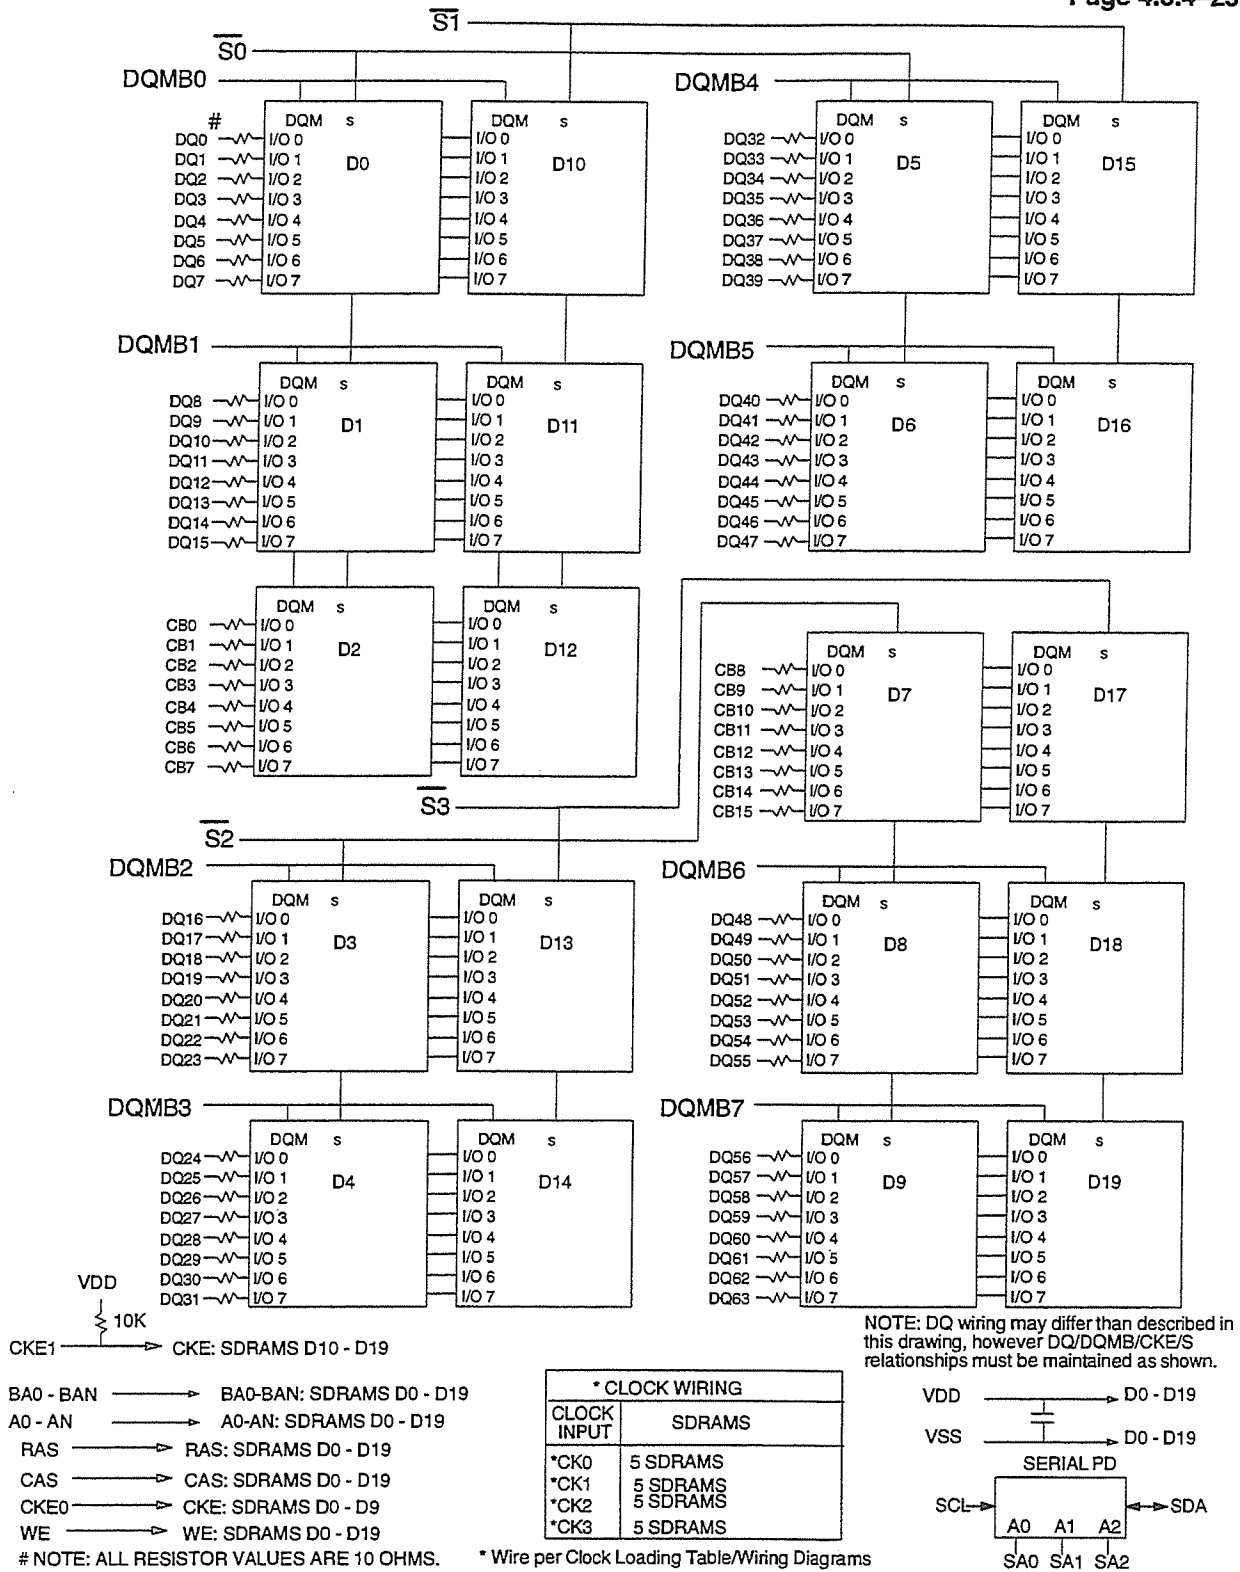 Page 4.5.4-23
S1
S0
DQMB0
DQMB4
#
DQM s
DQM s
DQM s
DQM s
DQ0 I/O 0 I/O 0 DQ32 I/O 0 I/O 0
DQ1 I/O 1 D0 I/O 1 D10 DQ33 I/O 1 D5 I/O 1 D15
DQ2 I/O 2 I/O 2 DQ34 I/O 2 I/O 2
DQ3 I/O 3 I/O 3 DQ35 I/O 3 I/O 3
DQ4 I/O 4 I/O 4 DQ36 I/O 4 I/O 4
DQ5 I/O 5 I/O 5 DQ37 I/O 5 I/O 5
DQ6 I/O 6 I/O 6 DQ38 I/O 6 I/O 6
DQ7 I/O 7 I/O 7 DQ39 I/O 7 I/O 7
DQMB1
DQMB5
DQM s
DQM s
DQM s
DQM s
DQ8 I/O 0 I/O 0 DQ40 I/O 0 I/O 0
DQ9 I/O 1 D1 I/O 1 D11 DQ41 I/O 1 D6 I/O 1 D16
DQ10 I/O 2 I/O 2 DQ42 I/O 2 I/O 2
DQ11 I/O 3 I/O 3 DQ43 I/O 3 I/O 3
DQ12 I/O 4 I/O 4 DQ44 I/O 4 I/O 4
DQ13 I/O 5 I/O 5 DQ45 I/O 5 I/O 5
DQ14 I/O 6 I/O 6 DQ46 I/O 6 I/O 6
DQ15 I/O 7 I/O 7 DQ47 I/O 7 I/O 7
DQM s
DQM s
CB0 I/O 0 I/O 0
CB1 I/O 1 D2 I/O 1 D12
CB2 I/O 2 I/O 2
CB3 I/O 3 I/O 3
CB4 I/O 4 I/O 4
CB5 I/O 5 I/O 5
CB6 I/O 6 I/O 6
CB7 I/O 7 I/O 7
DQM s
DQM s
CB8 I/O 0 I/O 0
CB9 I/O 1 D7 I/O 1 D17
CB10 I/O 2 I/O 2
CB11 I/O 3 I/O 3
CB12 I/O 4 I/O 4
CB13 I/O 5 I/O 5
CB14 I/O 6 I/O 6
CB15 I/O 7 I/O 7
S3
S2
DQMB2
DQMB6
DQM s
DQM s
DQM s
DQM s
DQ16 I/O 0 I/O 0 DQ48 I/O 0 I/O 0
DQ17 I/O 1 D3 I/O 1 D13 DQ49 I/O 1 D8 I/O 1 D18
DQ18 I/O 2 I/O 2 DQ50 I/O 2 I/O 2
DQ19 I/O 3 I/O 3 DQ51 I/O 3 I/O 3
DQ20 I/O 4 I/O 4 DQ52 I/O 4 I/O 4
DQ21 I/O 5 I/O 5 DQ53 I/O 5 I/O 5
DQ22 I/O 6 I/O 6 DQ54 I/O 6 I/O 6
DQ23 I/O 7 I/O 7 DQ55 I/O 7 I/O 7
DQMB3
DQMB7
DQM s
DQM s
DQM s
DQM s
DQ24 I/O 0 I/O 0 DQ56 I/O 0 I/O 0
DQ25 I/O 1 D4 I/O 1 D14 DQ57 I/O 1 D9 I/O 1 D19
DQ26 I/O 2 I/O 2 DQ58 I/O 2 I/O 2
DQ27 I/O 3 I/O 3 DQ59 I/O 3 I/O 3
DQ28 I/O 4 I/O 4 DQ60 I/O 4 I/O 4
DQ29 I/O 5 I/O 5 DQ61 I/O 5 I/O 5
DQ30 I/O 6 I/O 6 DQ62 I/O 6 I/O 6
DQ31 I/O 7 I/O 7 DQ63 I/O 7 I/O 7
VDD
10K
CKE1 CKE: SDRAMS D10 - D19
BA0 - BAN BA0-BAN: SDRAMS D0 - D19
A0 - AN A0-AN: SDRAMS D0 - D19
RAS RAS: SDRAMS D0 - D19
CAS CAS: SDRAMS D0 - D19
CKE0 CKE: SDRAMS D0 - D9
WE WE: SDRAMS D0 - D19
# NOTE: ALL RESISTOR VALUES ARE 10 OHMS.
* CLOCK WIRING
CLOCK INPUT SDRAMS
*CK0 5 SDRAMS
*CK1 5 SDRAMS
*CK2 5 SDRAMS
*CK3 5 SDRAMS
* Wire per Clock Loading Table/Wiring Diagrams
NOTE: DQ wiring may differ than described in
this drawing, however DQ/DQMB/CKE/S
relationships must be maintained as shown.
VDD D0 - D19
VSS D0 - D19
SERIAL PD
SCL SDA
A0 A1 A2
SA0 SA1 SA2